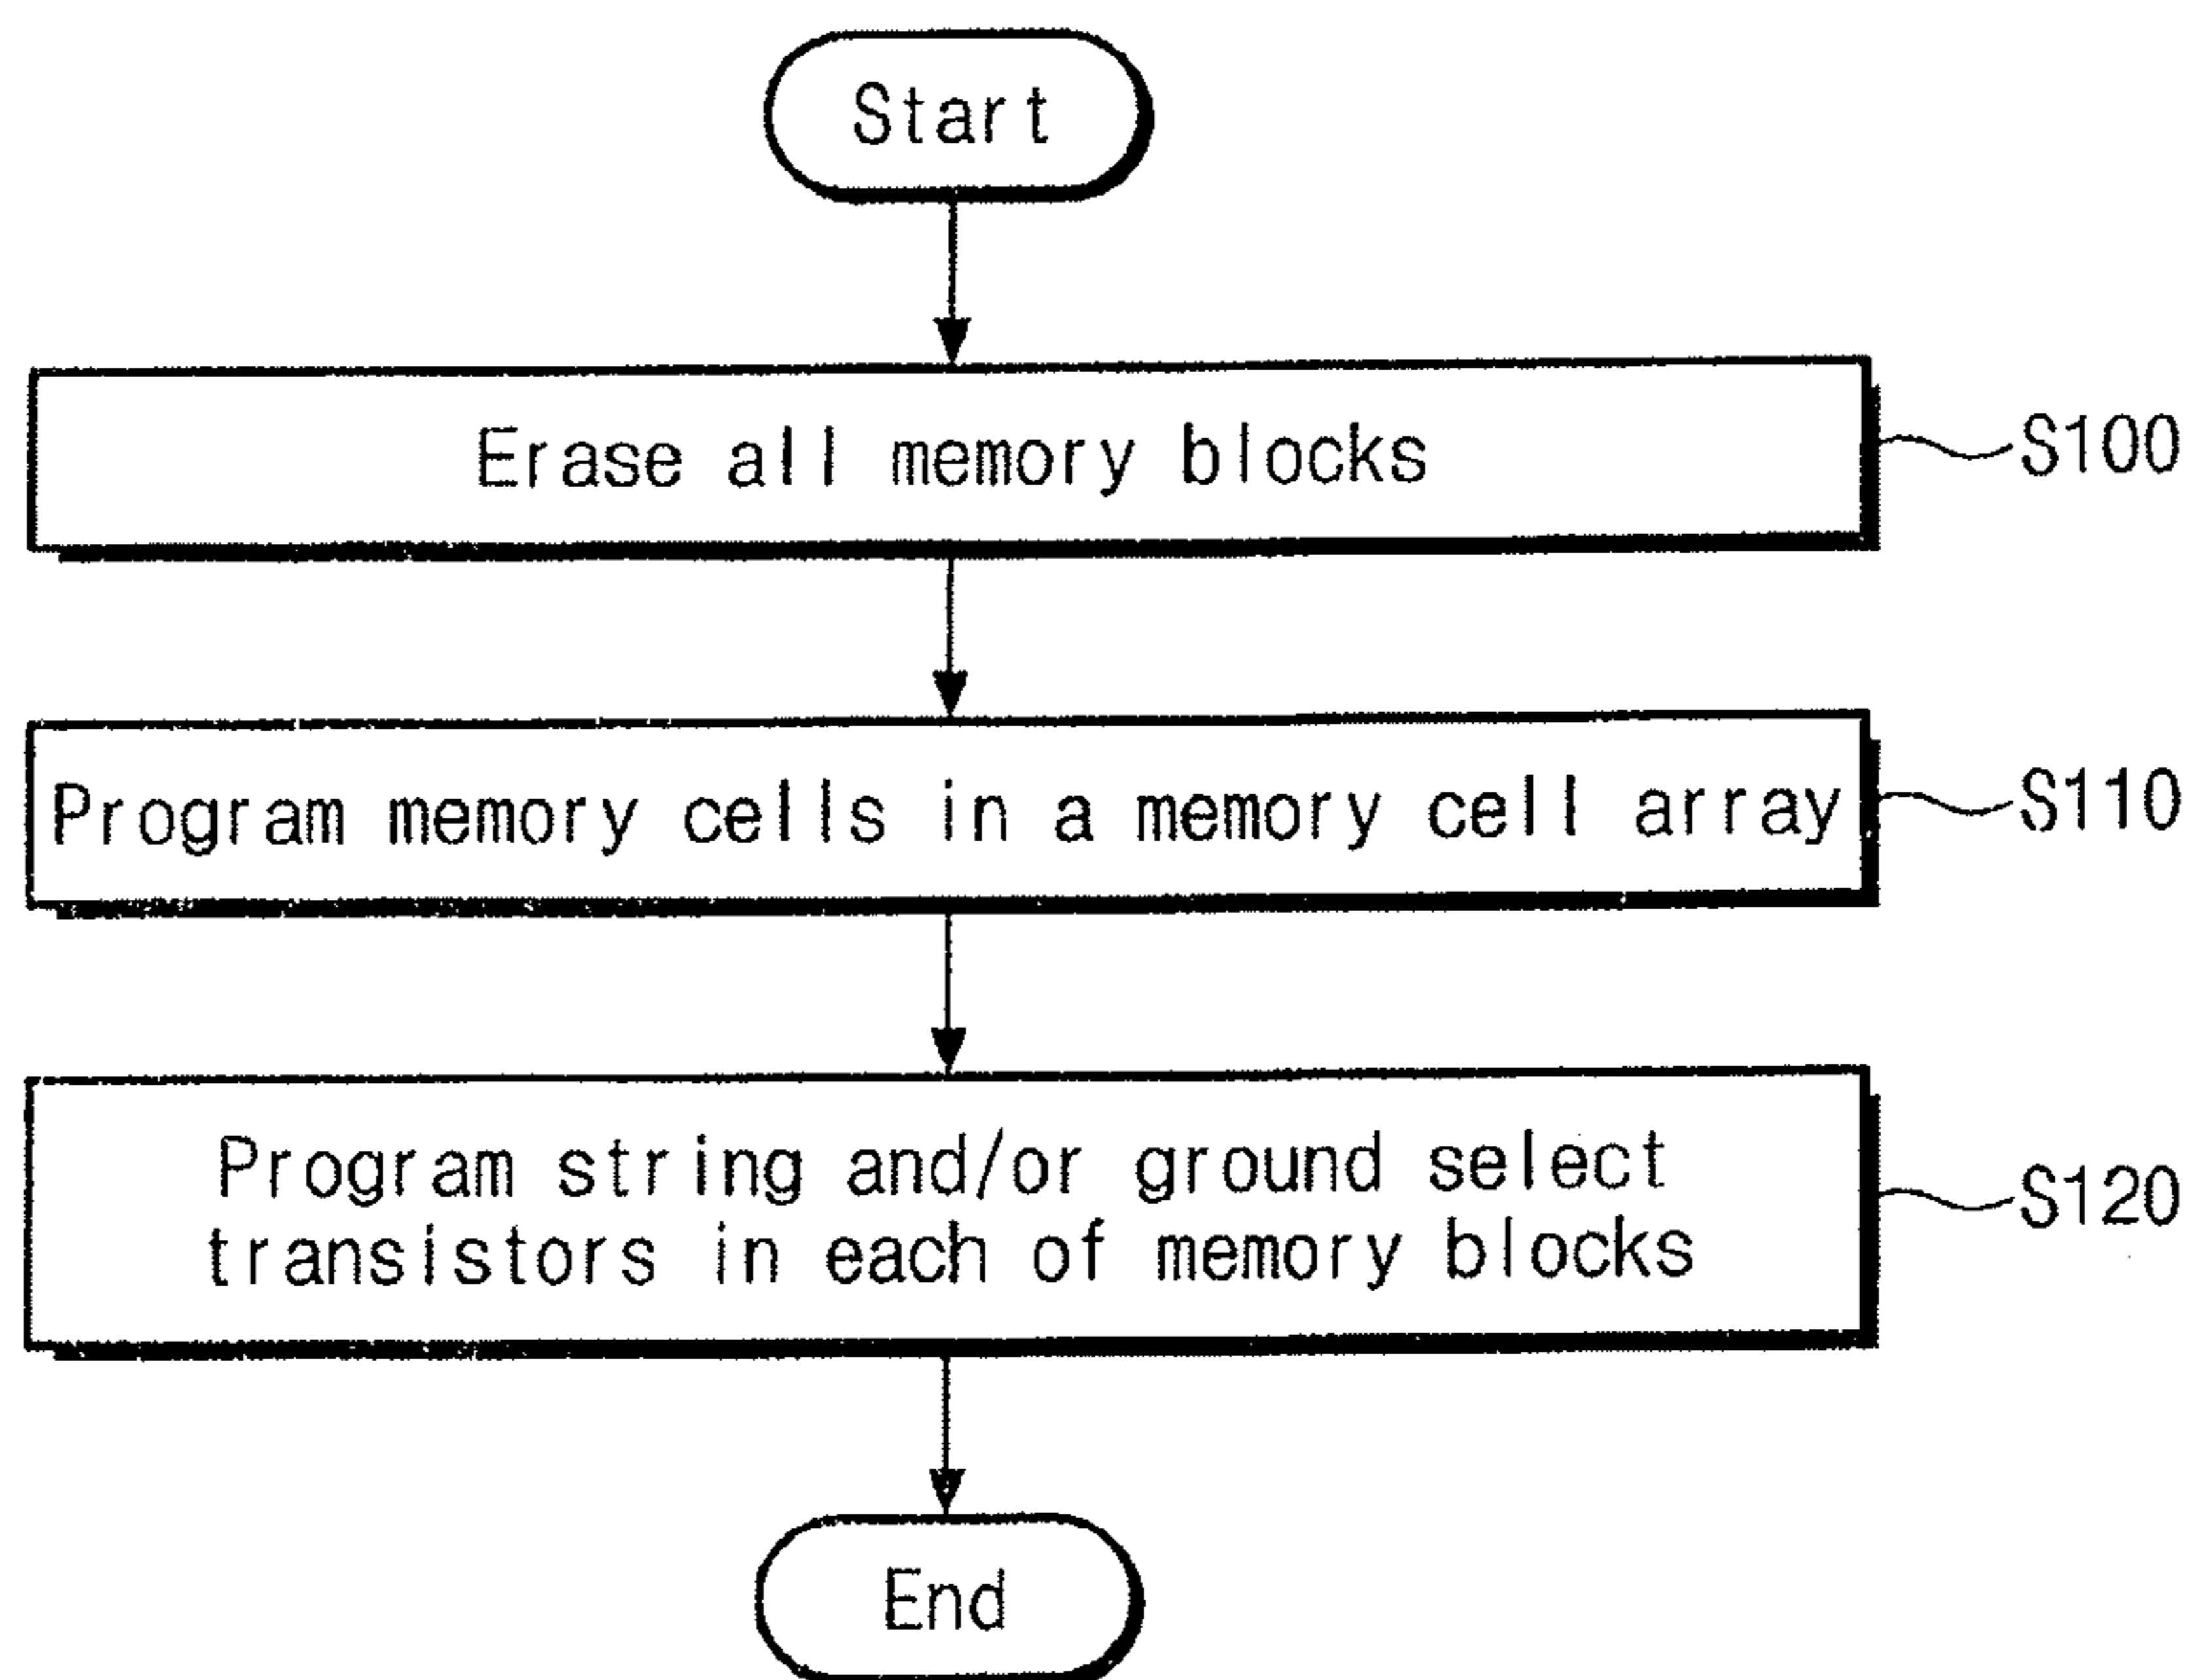 Start
Erase all memory blocks
S100
Program memory cells in a memory cell array
S110
Program string and/or ground select
transistors in each of memory blocks
S120
End